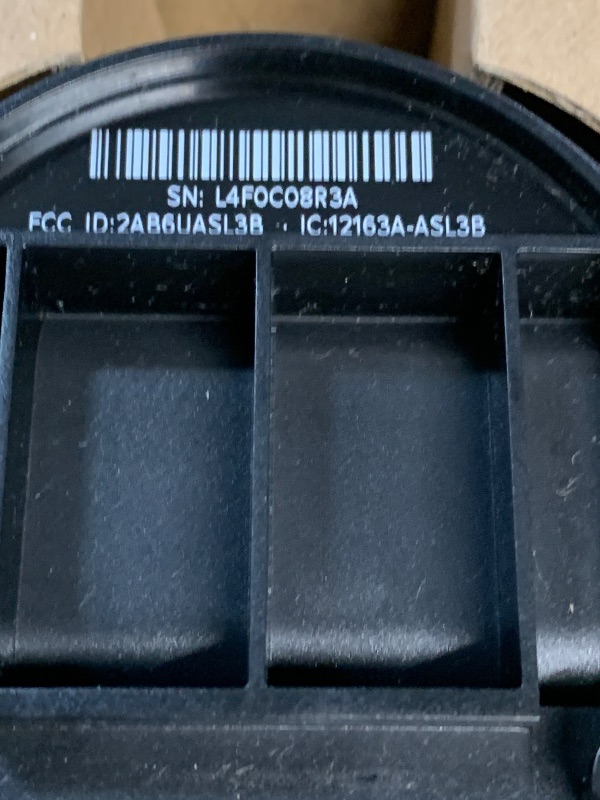 SN: L4F0C08R3A
FCC ID:2AB6UASL3B · IC:12163A-ASL3B